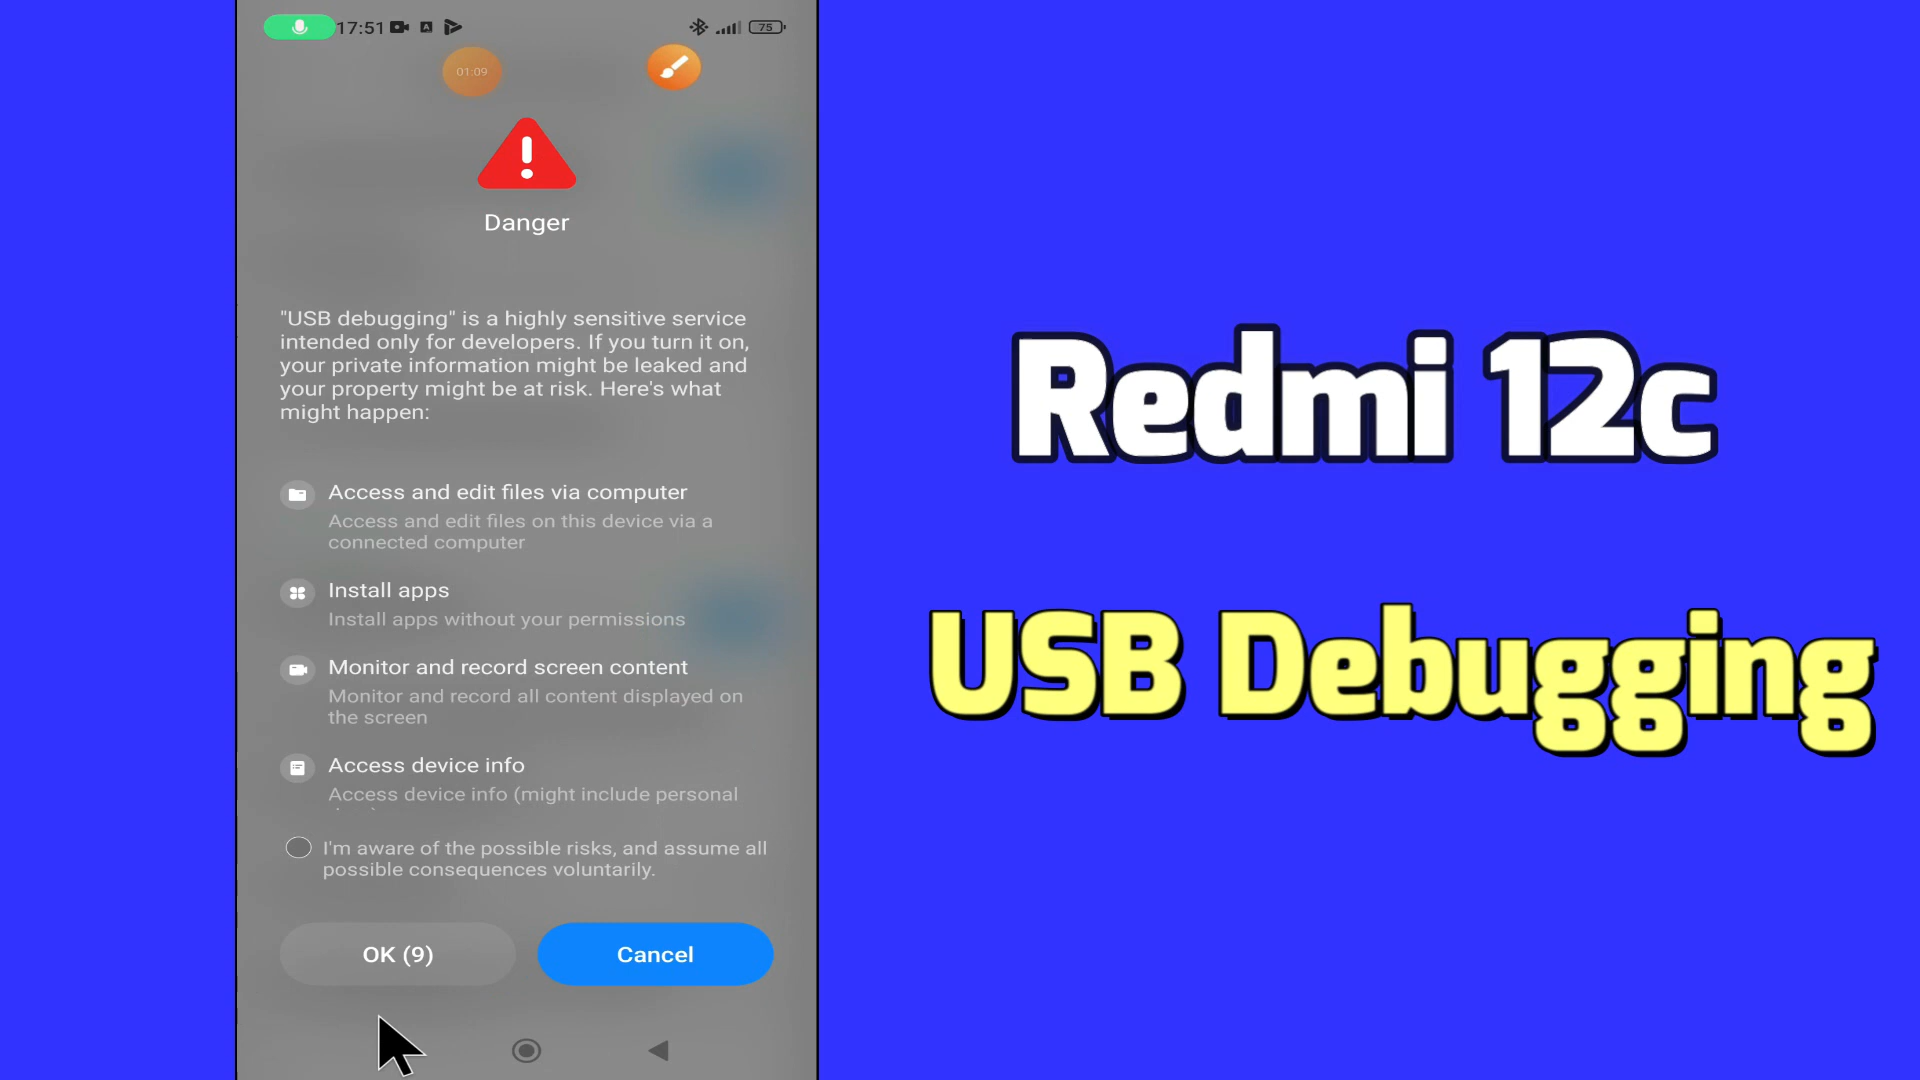 17:51
75
01:09
Danger
"USB debugging" is a highly sensitive service
intended only for developers. If you turn it on,
your private information might be leaked and
your property might be at risk. Here's what
might happen:
Access and edit files via computer
Access and edit files on this device via a
connected computer
Install apps
Install apps without your permissions
Monitor and record screen content
Monitor and record all content displayed on
the screen
Access device info
Access device info (might include personal
I'm aware of the possible risks, and assume all
possible consequences voluntarily.
OK (9)
Cancel
Redmi 12c
USB Debugging